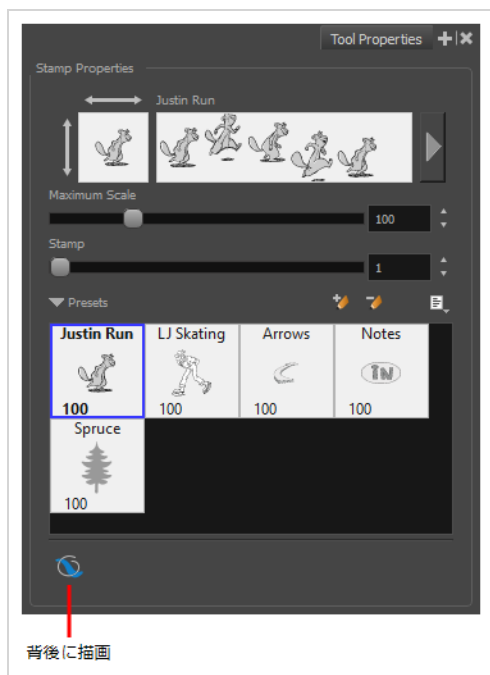 Tool Properties
Stamp Properties
Justin Run
Maximum Scale
100
Stamp
1
Presets
Justin Run LJ Skating Arrows Notes
IN
100 100 100 100
Spruce
100
背後に描画